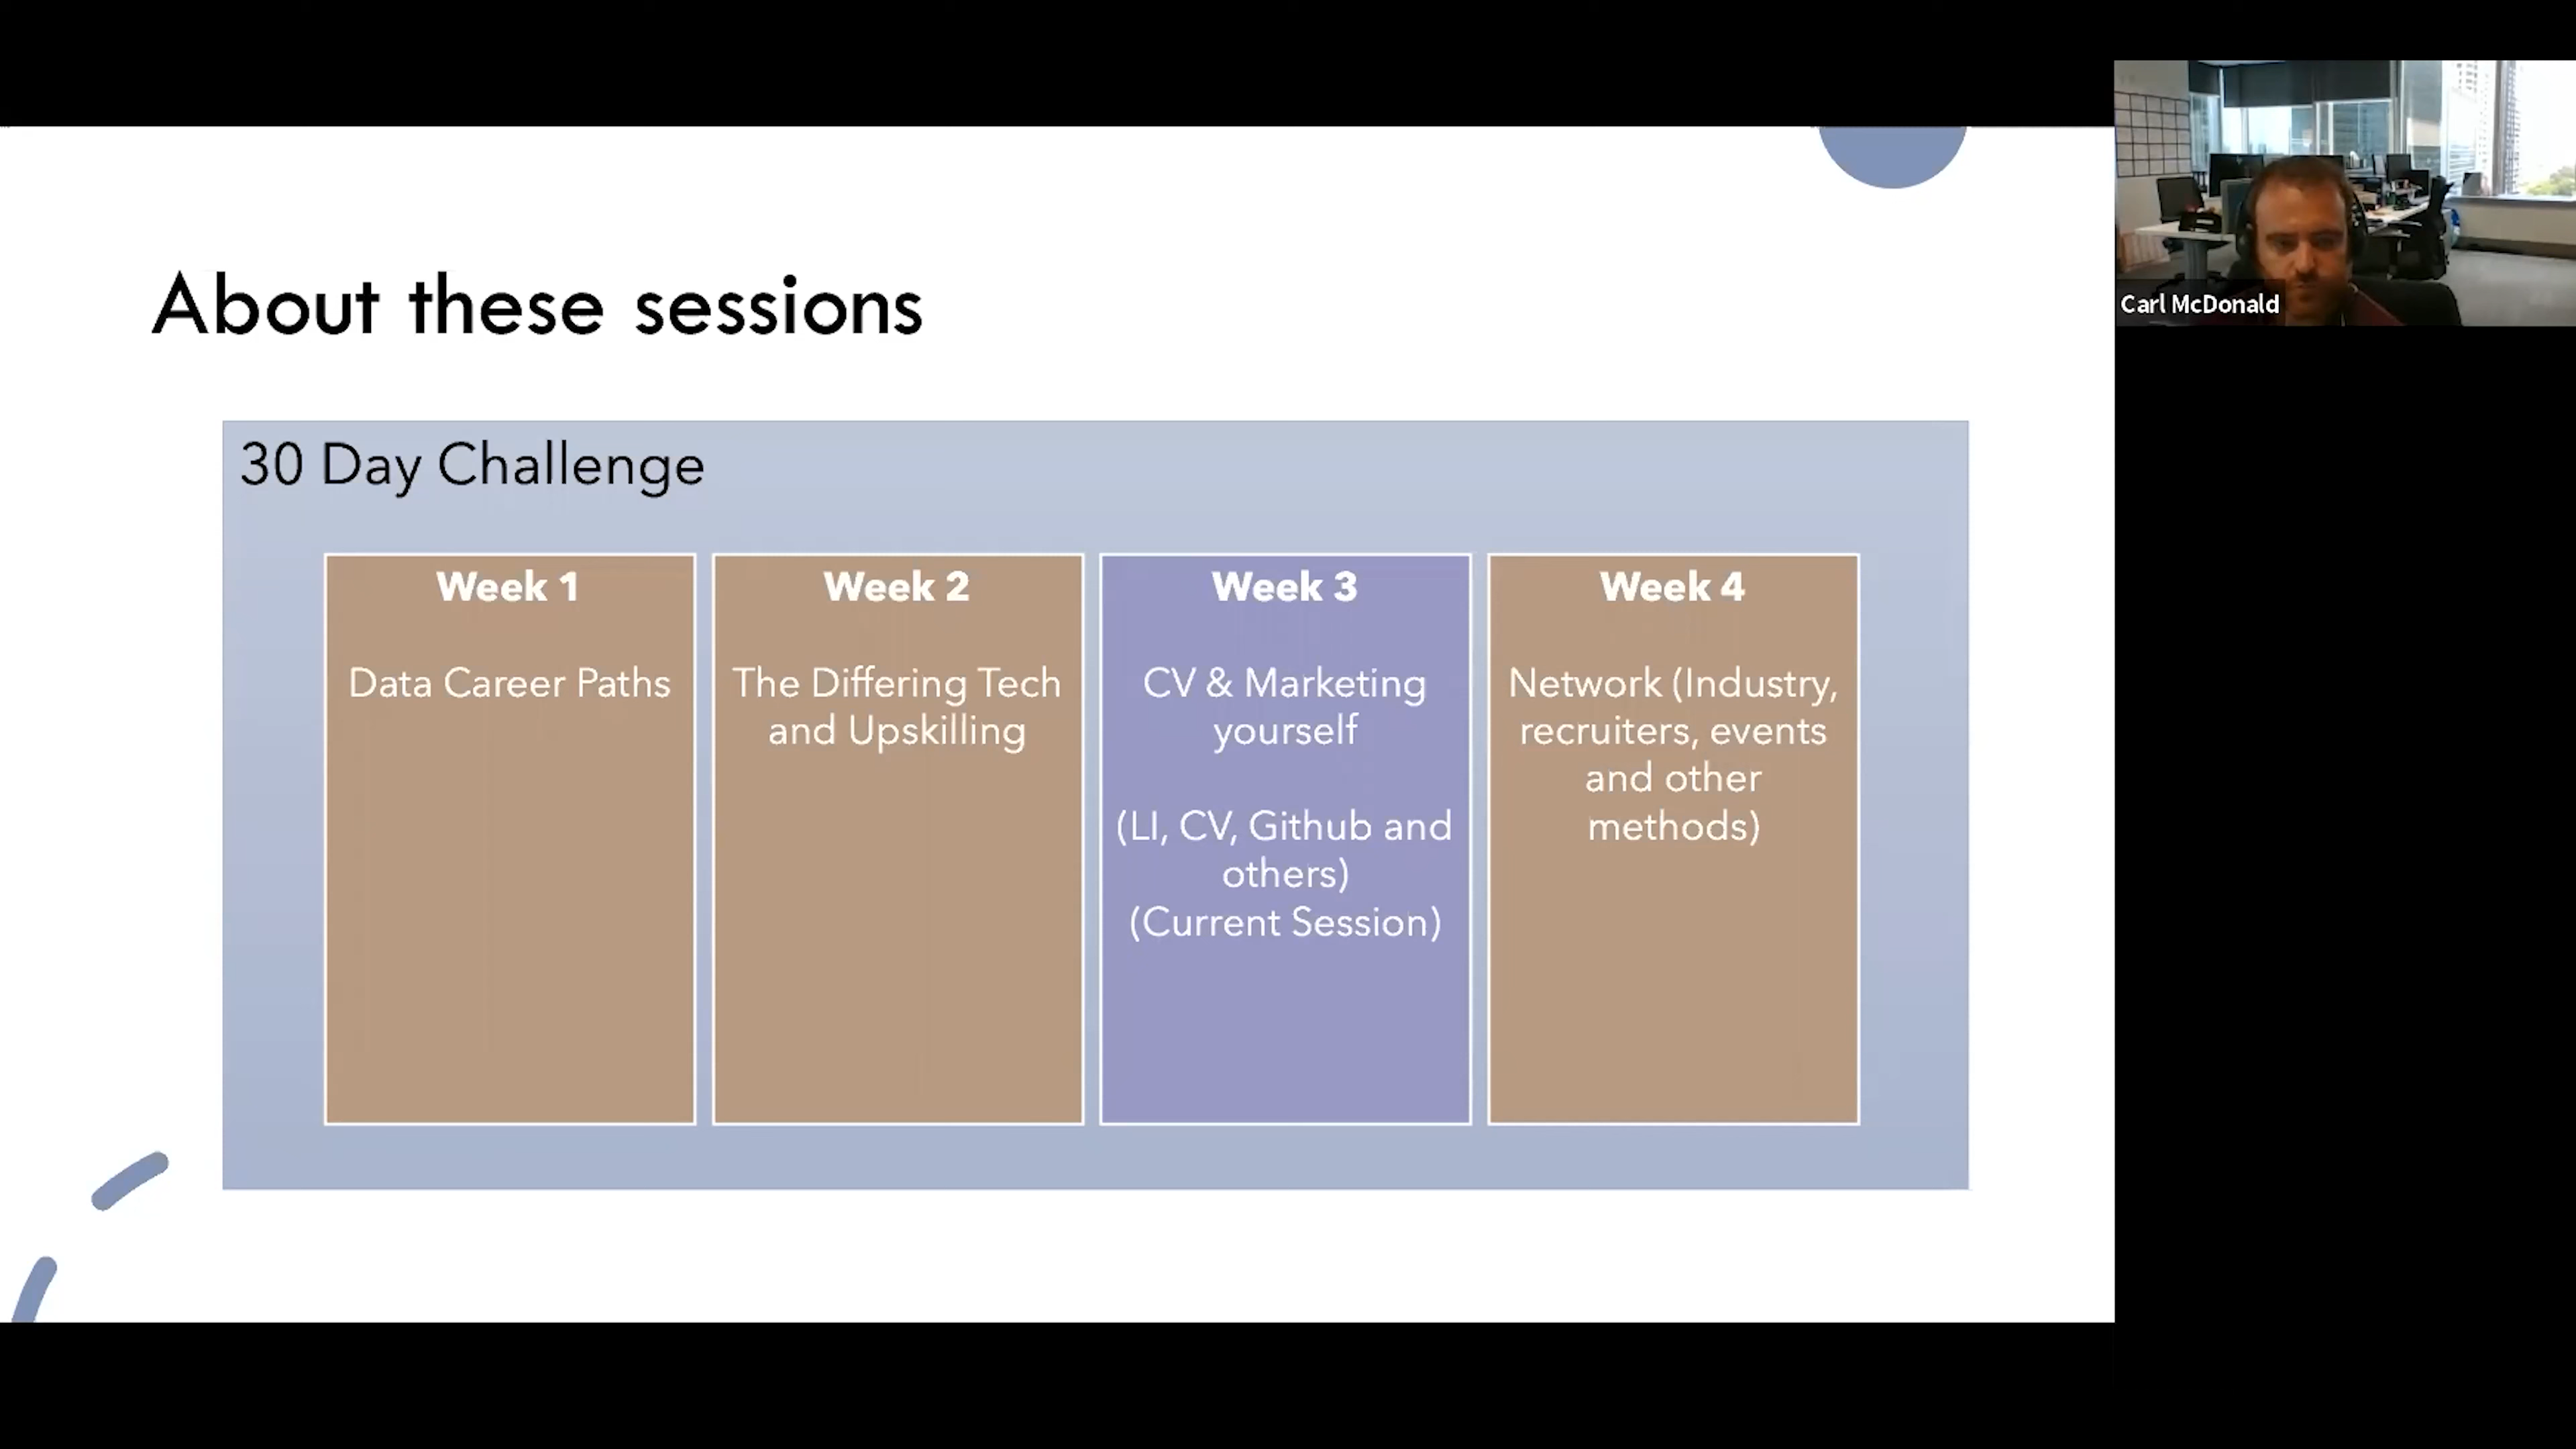 About these sessions
30 Day Challenge
Week 1
Data Career Paths
Week 2
The Differing Tech
and Upskilling
Week 3
CV & Marketing
yourself
(LI, CV, Github and
others)
(Current Session)
Week 4
Network (Industry,
recruiters, events
and other
methods)
Carl McDonald